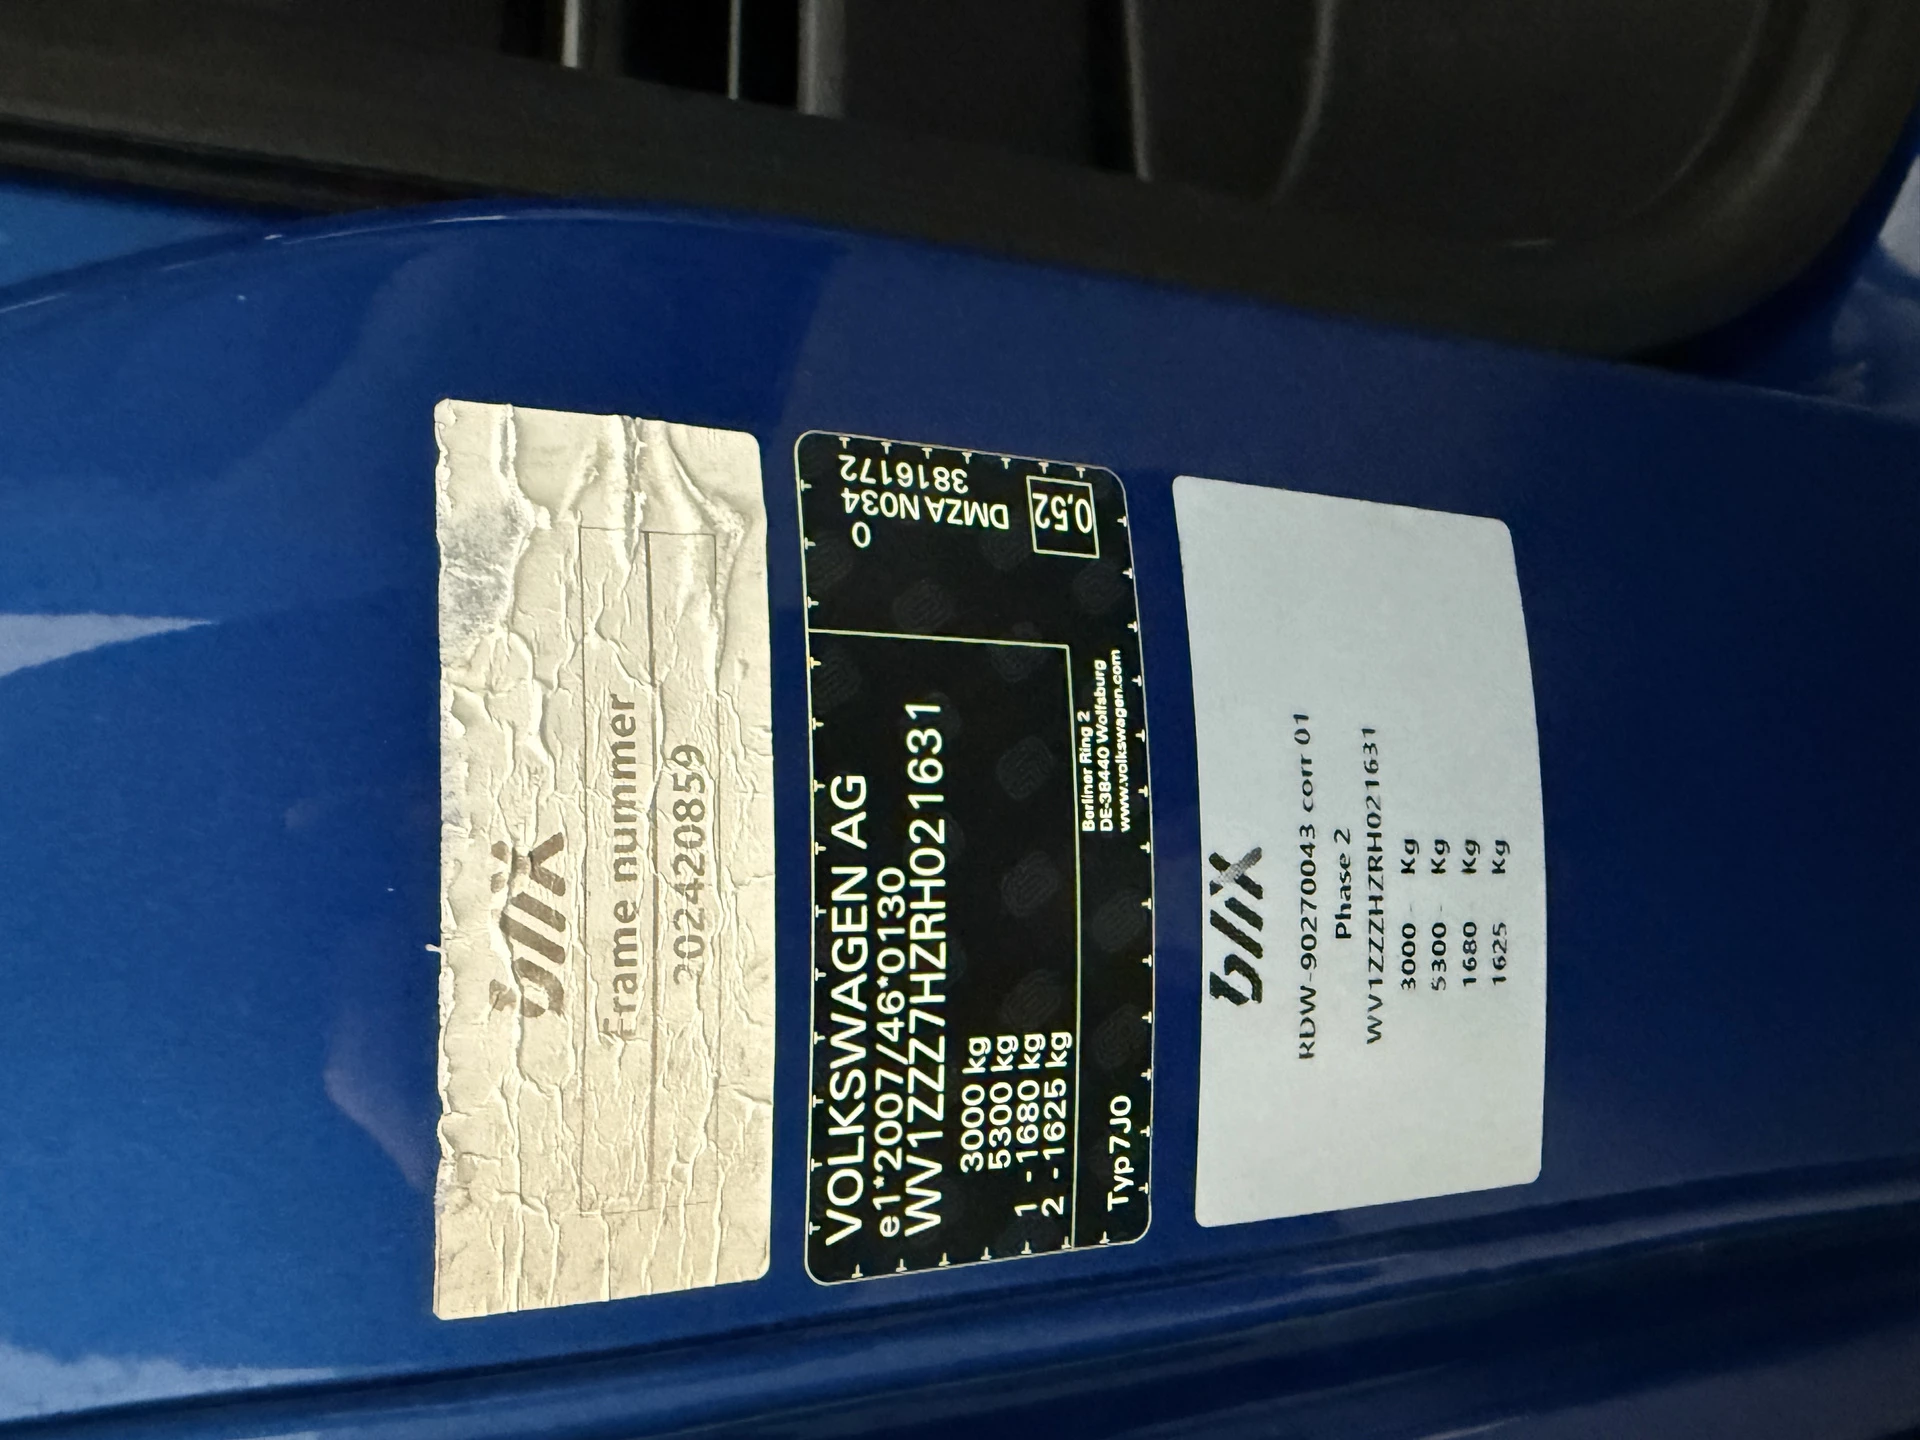 blix
Frame nummer
202420859
VOLKSWAGEN AG
e1*2007/46*0130
WV1ZZZ7HZRH021631
3000 kg
5300 kg
1 - 1680 kg
2 - 1625 kg
Typ 7J0
Berliner Ring 2
DE-38440 Wolfsburg
www.volkswagen.com
0
DMZA N034
3816172
0,52
blix
RDW-90270043 corr 01
Phase 2
WV1ZZZHZRH021631
3000 - Kg
5300 - Kg
1680 Kg
1625 Kg